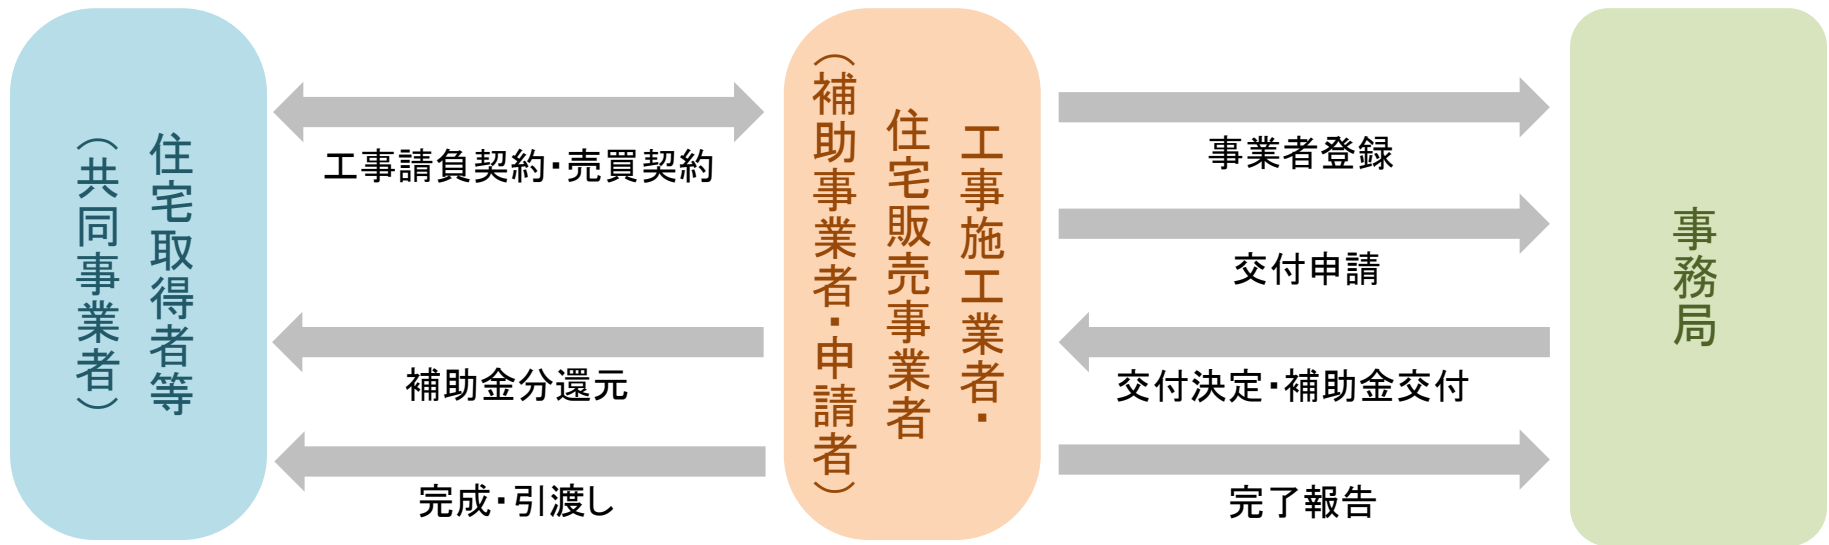 住宅取得者等
（共同事業者）
工事請負契約・売買契約
補助金分還元
完成・引渡し
工事施工業者・
住宅販売事業者
（補助事業者・申請者）
事業者登録
交付申請
交付決定・補助金交付
完了報告
事務局